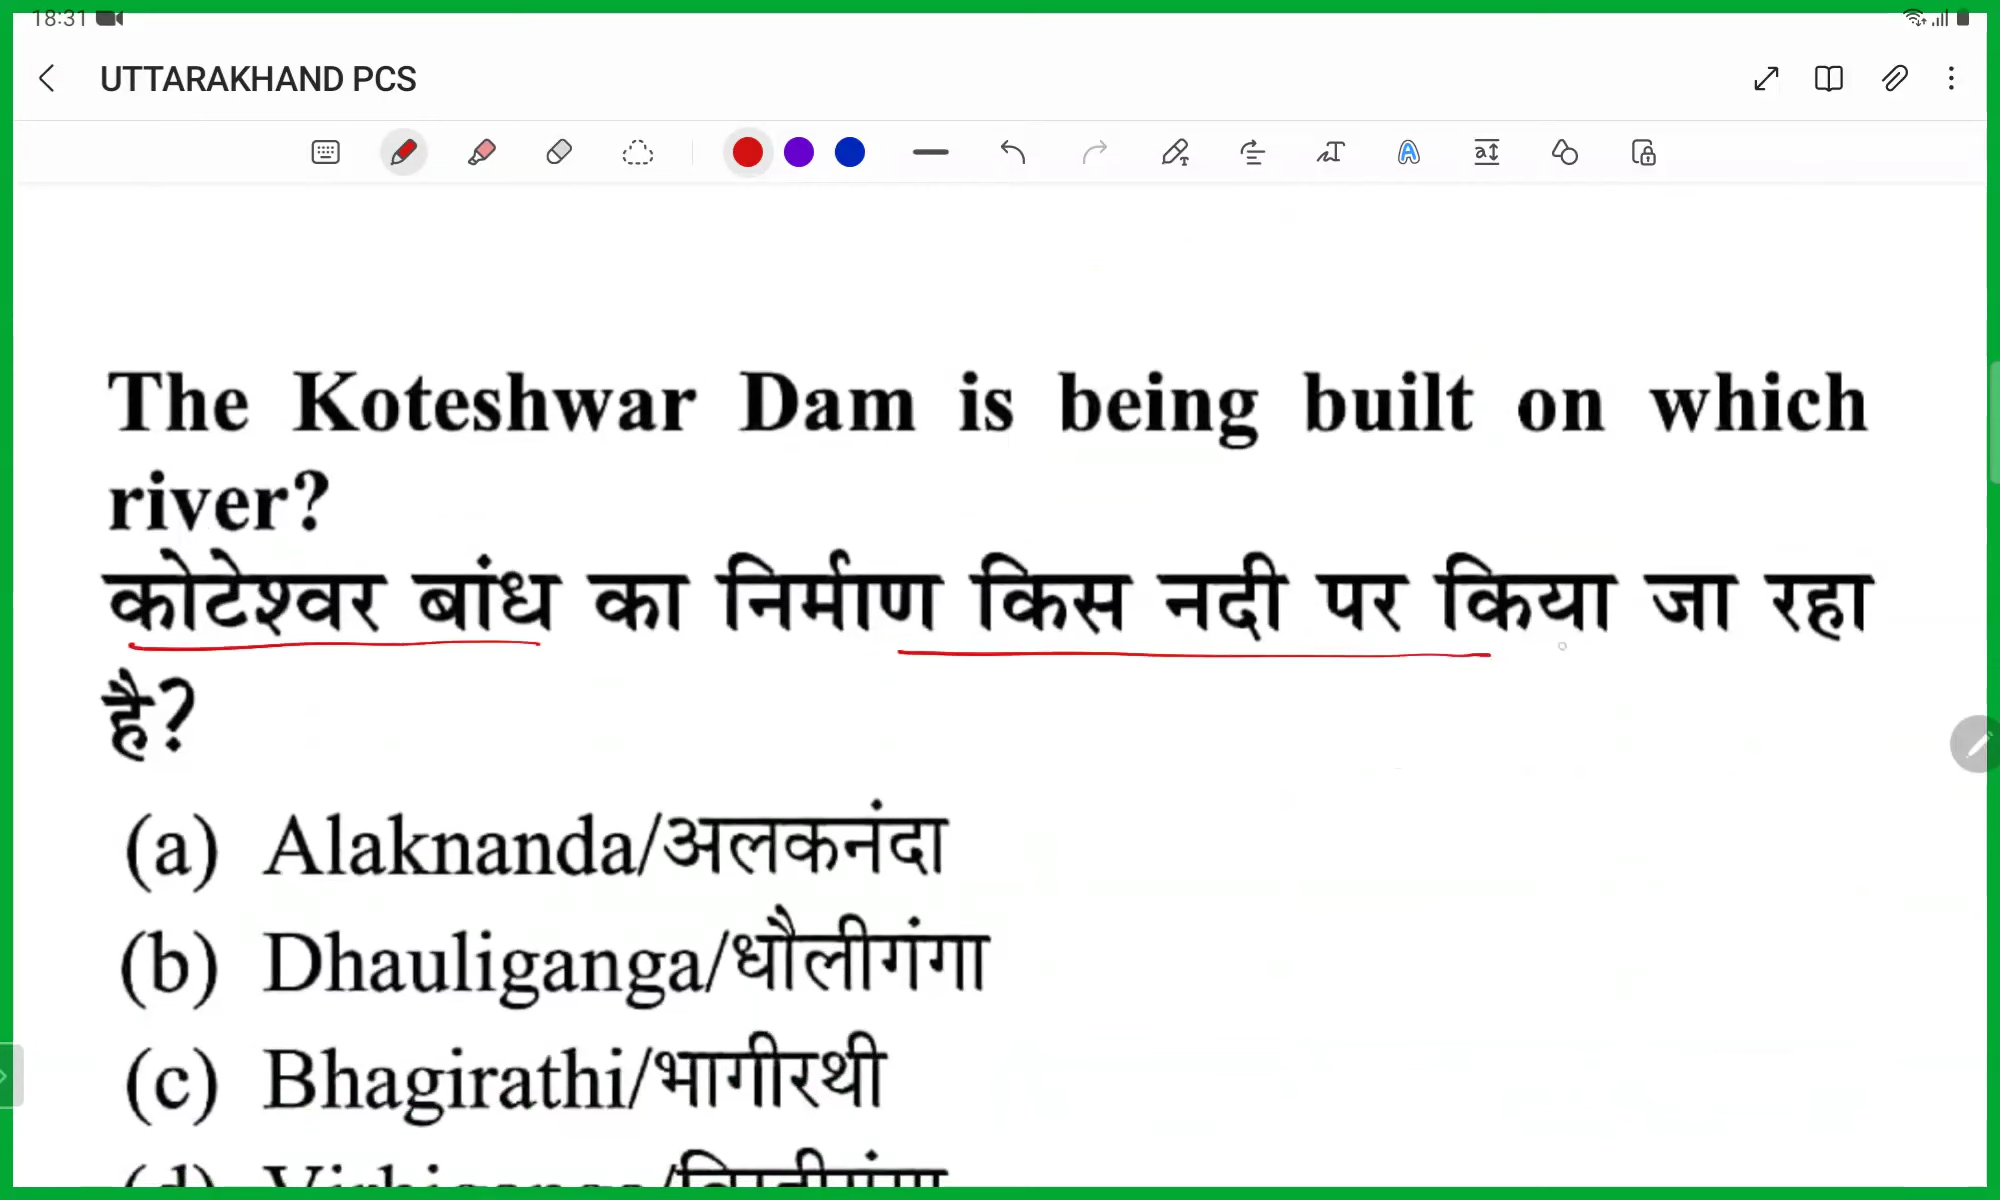 18:31
UTTARAKHAND PCS
The Koteshwar Dam is being built on which
river?
कोटेश्वर बांध का निर्माण किस नदी पर किया जा रहा
है?
(a) Alaknanda/अलकनंदा
(b) Dhauliganga/धौलीगंगा
(c) Bhagirathi/भागीरथी
(d)